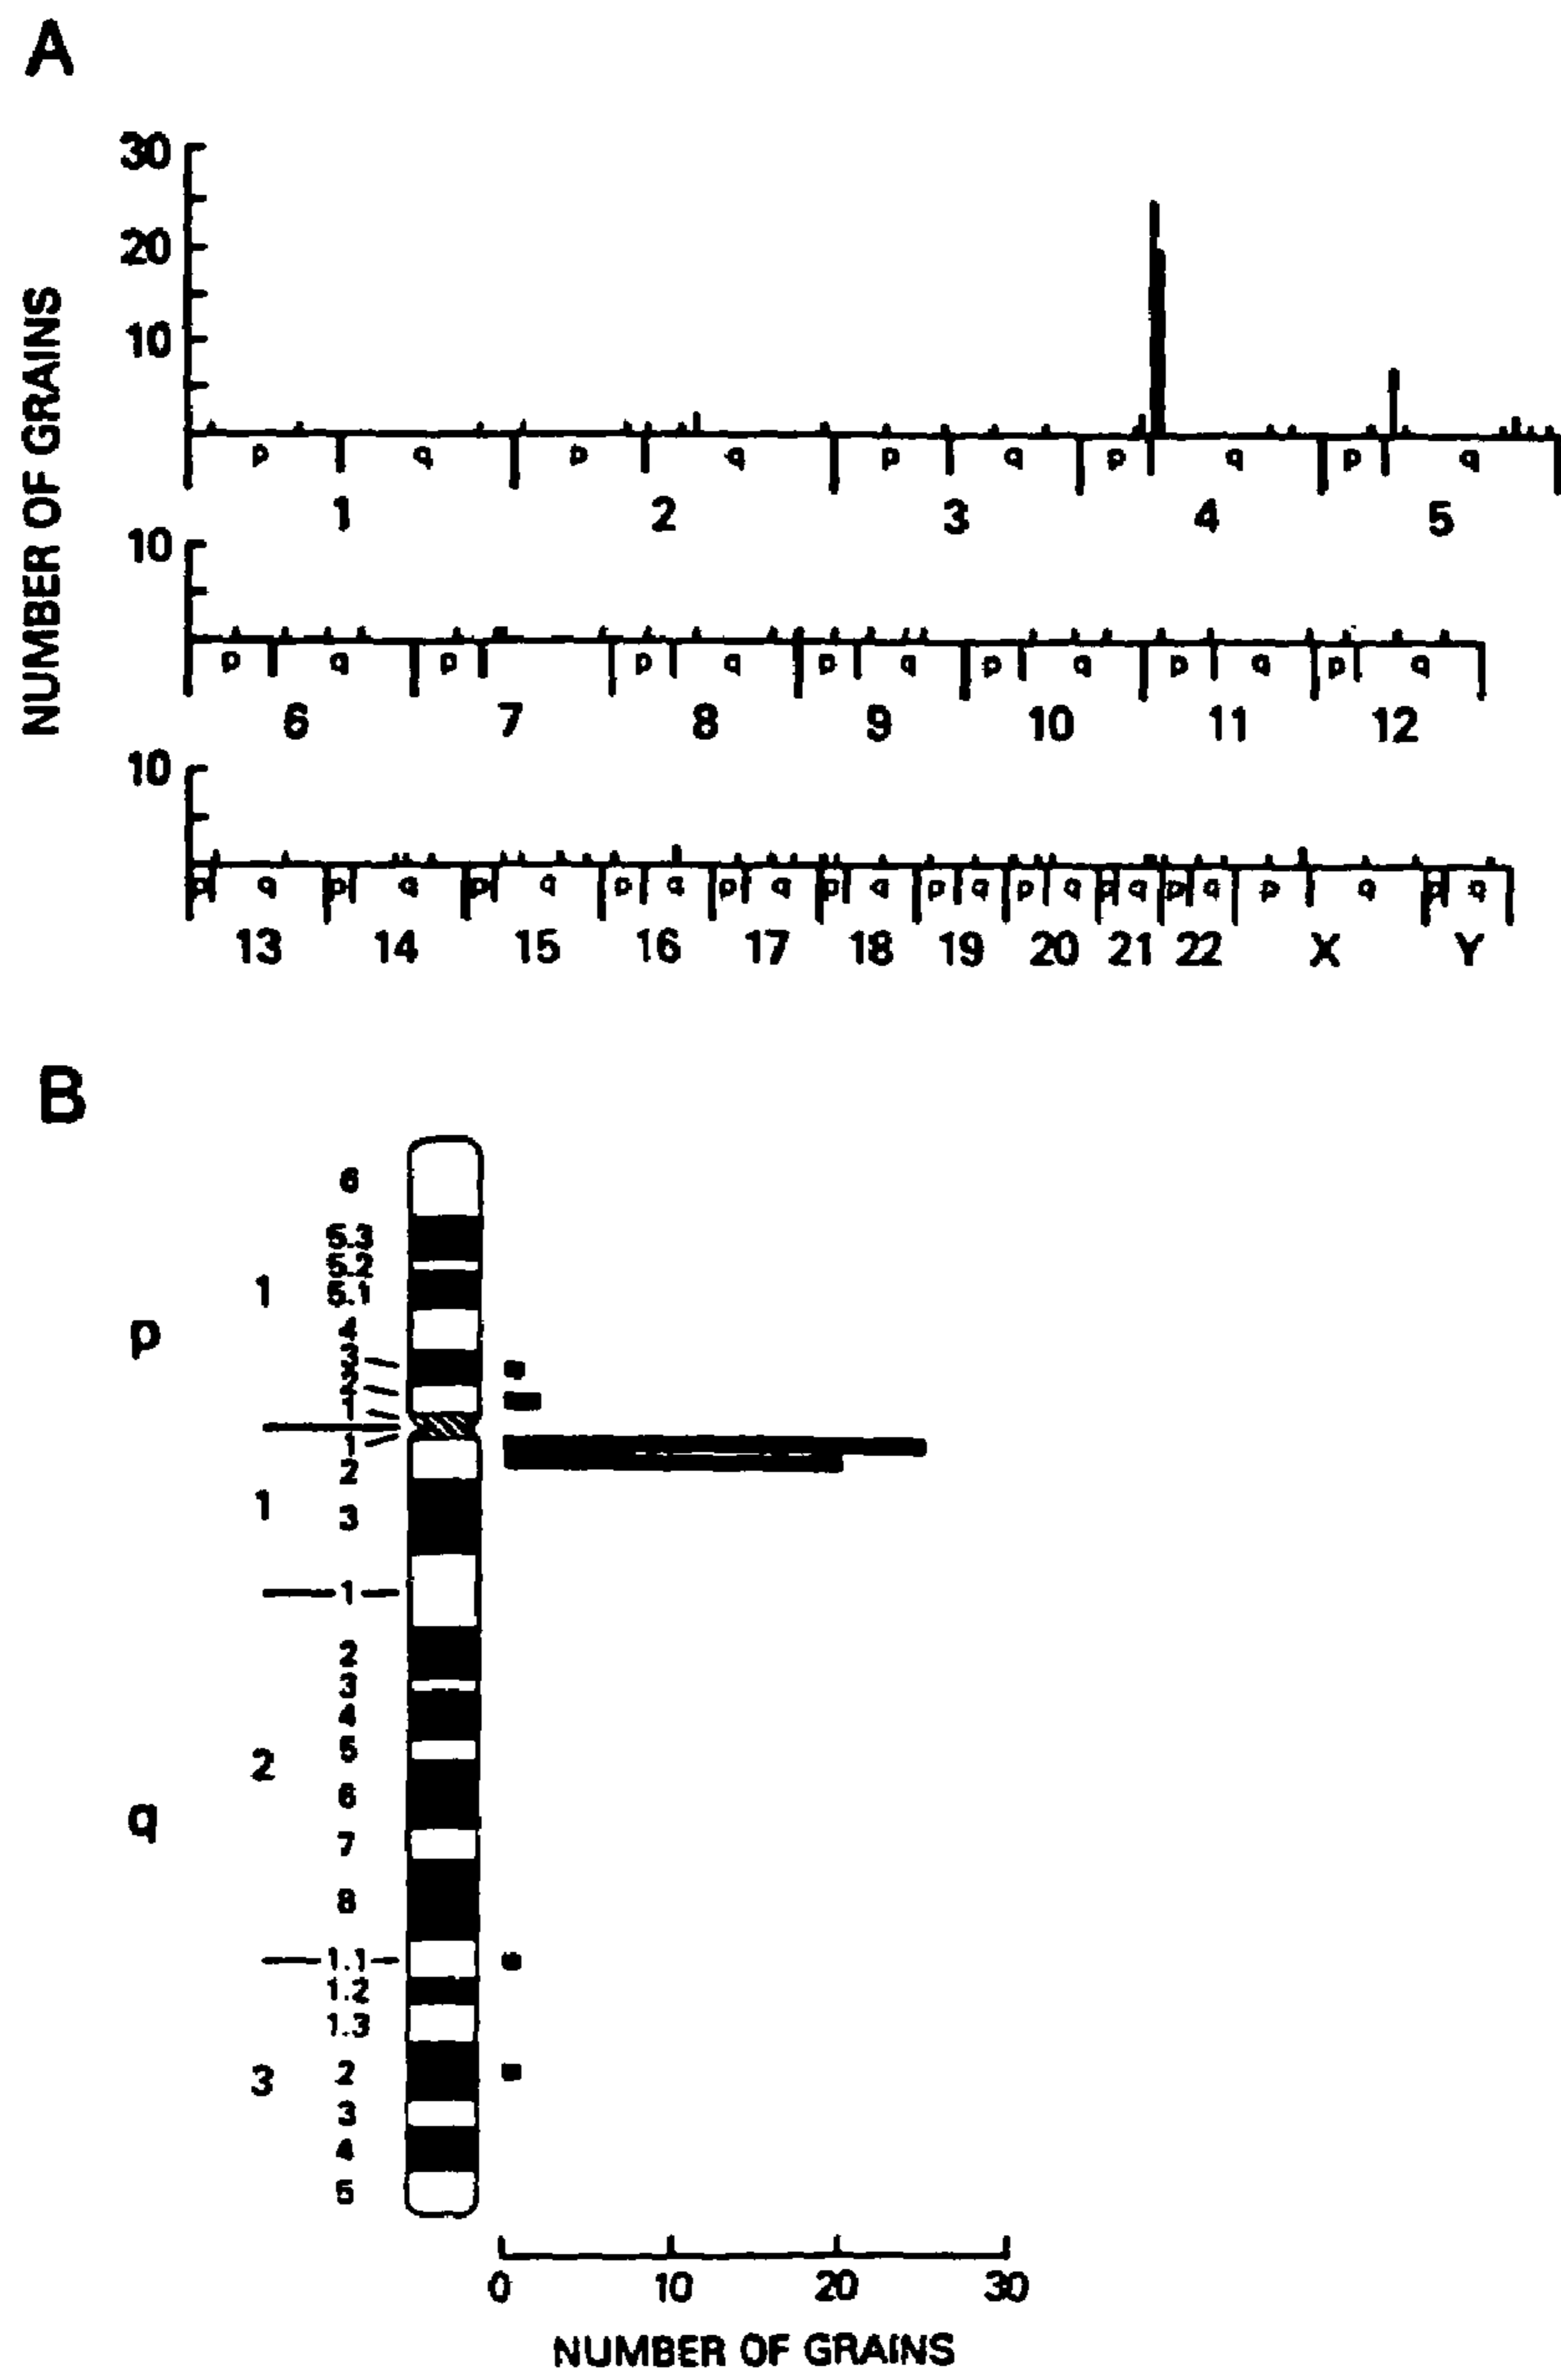 A
30
20
10
NUMBER OF GRAINS
p q p q p q p q p q
1 2 3 4 5
10
p q p p q p q p q p q p q
6 7 8 9 10 11 12
10
p q p q p q p q p q p q p q p q p q p q p q p q
13 14 15 16 17 18 19 20 21 22 X Y
B
6
5.3
5.2
5.1
1
p
4
3
2
1
1
2
1
3
1
2
3
4
5
2
6
q
7
8
1.1
1.2
1.3
3
2
3
4
5
0 10 20 30
NUMBER OF GRAINS